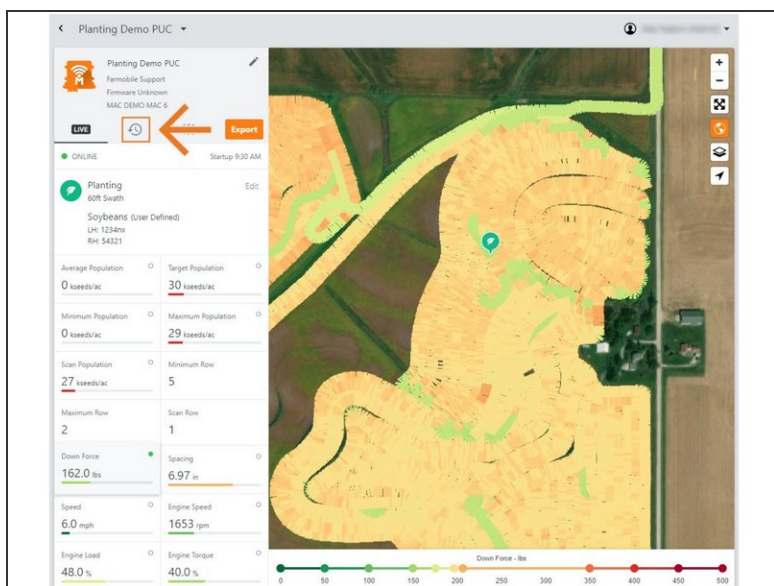 Planting Demo PUC
Planting Demo PUC
Farmobile Support
Firmware Unknown
MAC DEMO MAC 6
LIVE
Export
ONLINE
Startup 9:30 AM
Planting
Edit
60ft Swath
Soybeans (User Defined)
LH: 1234nx
RH: 54321
Average Population
Target Population
0 kseeds/ac
30 kseeds/ac
Minimum Population
Maximum Population
0 kseeds/ac
29 kseeds/ac
Scan Population
Minimum Row
27 kseeds/ac
5
Maximum Row
Scan Row
2
1
Down Force
Spacing
162.0 lbs
6.97 in
Speed
Engine Speed
6.0 mph
1653 rpm
Engine Load
Engine Torque
48.0 %
40.0 %
Down Force - lbs
0 50 100 150 200 250 300 350 400 450 500